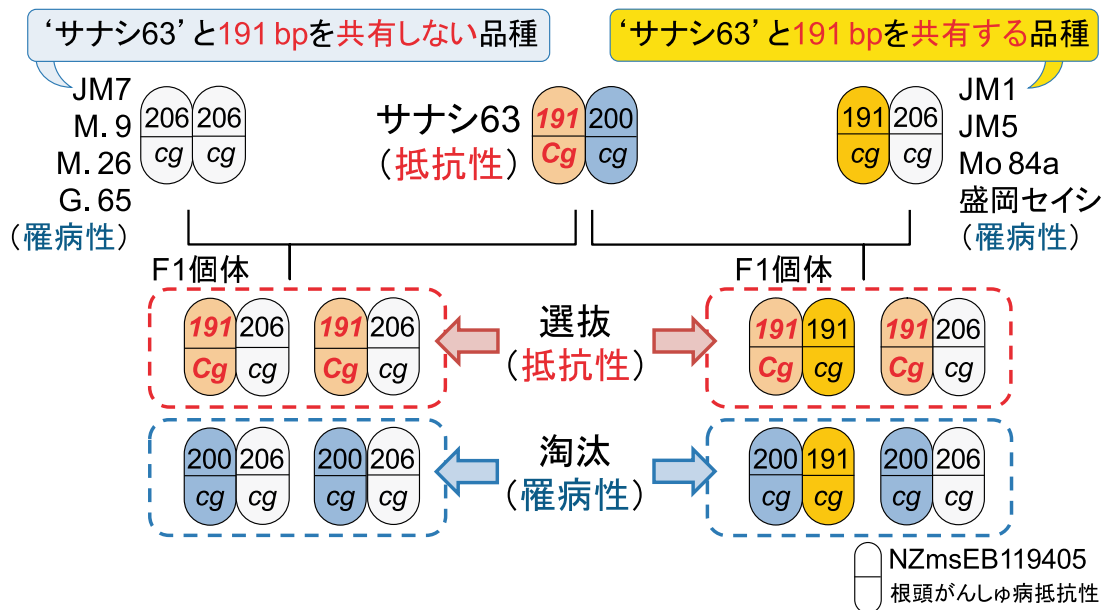 ‘サナシ63’と191 bpを共有しない品種
‘サナシ63’と191 bpを共有する品種
JM7
M. 9
M. 26
G. 65
(罹病性)
206 206
cg cg
サナシ63
(抵抗性)
191 200
Cg cg
191 206
cg cg
JM1
JM5
Mo 84a
盛岡セイシ
(罹病性)
F1個体
F1個体
191 206 191 206
Cg cg Cg cg
選抜
(抵抗性)
191 191 191 206
Cg cg Cg cg
200 206 200 206
cg cg cg cg
淘汰
(罹病性)
200 191 200 206
cg cg cg cg
NZmsEB119405
根頭がんしゅ病抵抗性